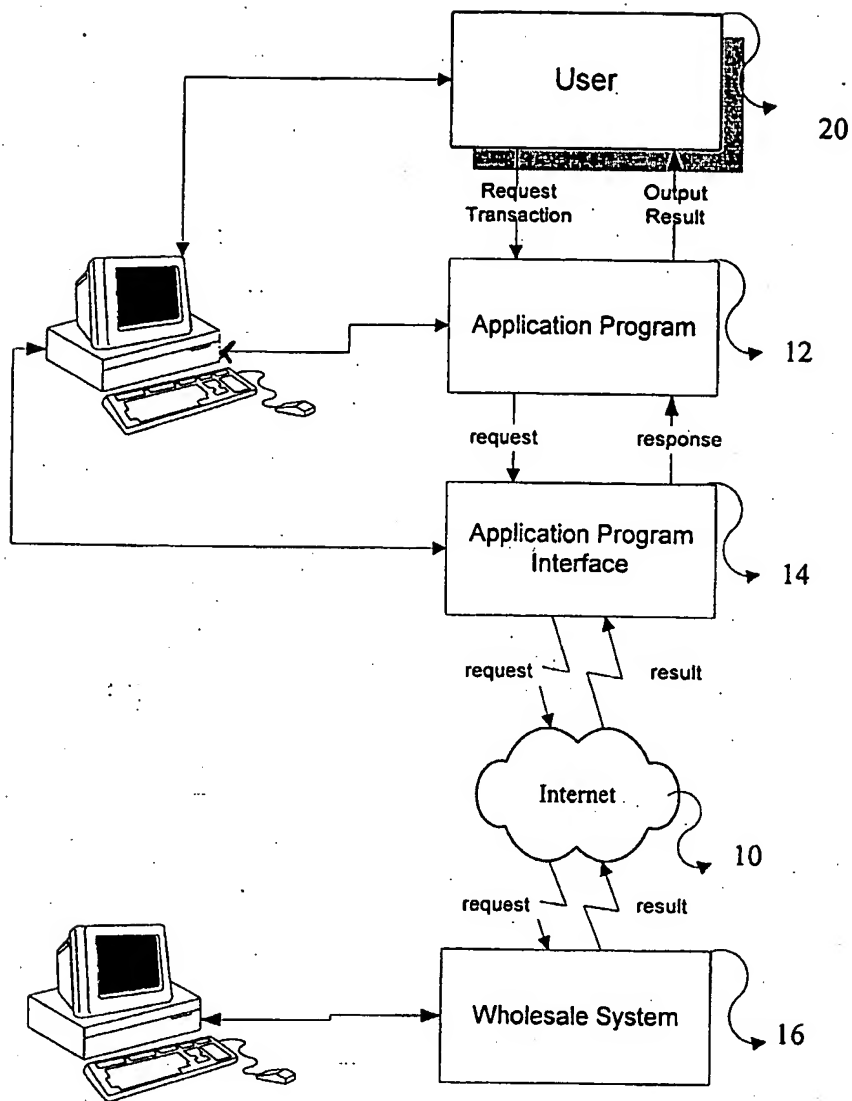 User
20
Request
Transaction
Output
Result
Application Program
12
request
response
Application Program
Interface
14
request
result
Internet
10
request
result
Wholesale System
16